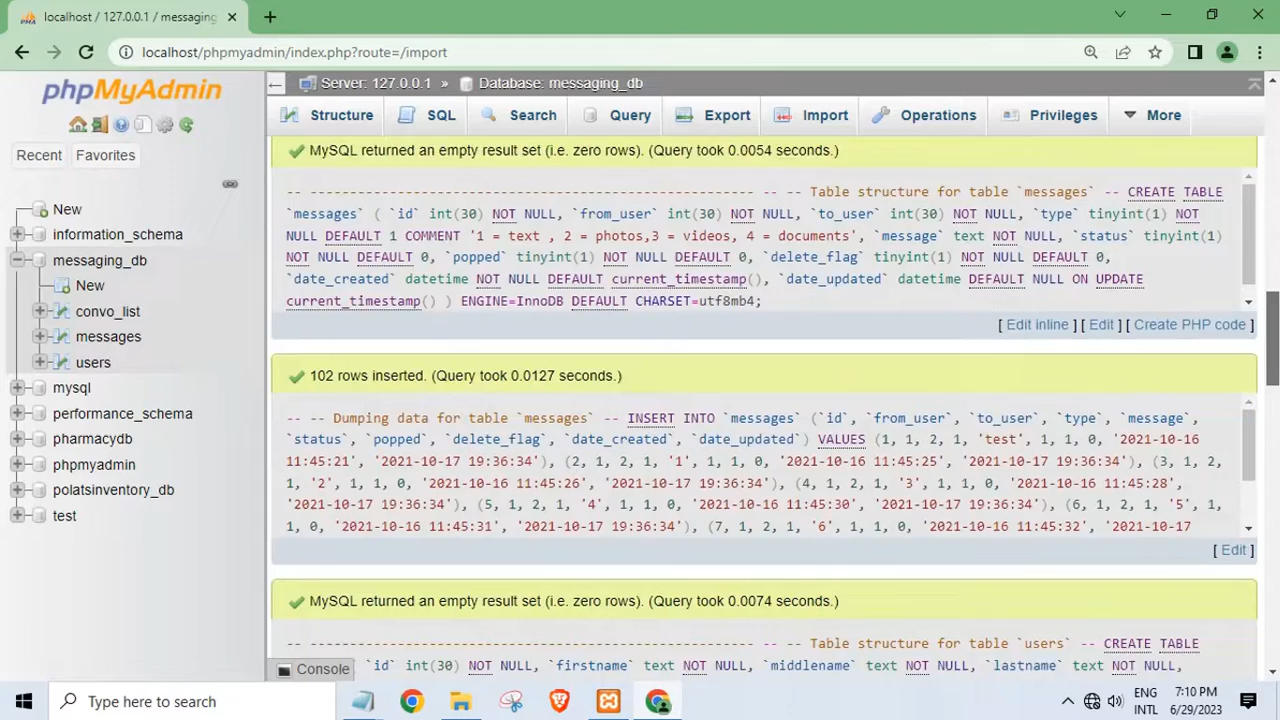 localhost / 127.0.0.1 / messaging
localhost/phpmyadmin/index.php?route=/import
phpMyAdmin
Recent
Favorites
New
information_schema
messaging_db
New
convo_list
messages
users
mysql
performance_schema
pharmacydb
phpmyadmin
polatsinventory_db
test
Server: 127.0.0.1 » Database: messaging_db
Structure SQL Search Query Export Import Operations Privileges More
MySQL returned an empty result set (i.e. zero rows). (Query took 0.0054 seconds.)
-- -------------------------------------------------------- -- -- Table structure for table `messages` -- CREATE TABLE
`messages` ( `id` int(30) NOT NULL, `from_user` int(30) NOT NULL, `to_user` int(30) NOT NULL, `type` tinyint(1) NOT
NULL DEFAULT 1 COMMENT '1 = text , 2 = photos,3 = videos, 4 = documents', `message` text NOT NULL, `status` tinyint(1)
NOT NULL DEFAULT 0, `popped` tinyint(1) NOT NULL DEFAULT 0, `delete_flag` tinyint(1) NOT NULL DEFAULT 0,
`date_created` datetime NOT NULL DEFAULT current_timestamp(), `date_updated` datetime DEFAULT NULL ON UPDATE
current_timestamp() ) ENGINE=InnoDB DEFAULT CHARSET=utf8mb4;
[ Edit inline ] [ Edit ] [ Create PHP code ]
102 rows inserted. (Query took 0.0127 seconds.)
-- -- Dumping data for table `messages` -- INSERT INTO `messages` (`id`, `from_user`, `to_user`, `type`, `message`,
`status`, `popped`, `delete_flag`, `date_created`, `date_updated`) VALUES (1, 1, 2, 1, 'test', 1, 1, 0, '2021-10-16
11:45:21', '2021-10-17 19:36:34'), (2, 1, 2, 1, '1', 1, 1, 0, '2021-10-16 11:45:25', '2021-10-17 19:36:34'), (3, 1, 2,
1, '2', 1, 1, 0, '2021-10-16 11:45:26', '2021-10-17 19:36:34'), (4, 1, 2, 1, '3', 1, 1, 0, '2021-10-16 11:45:28',
'2021-10-17 19:36:34'), (5, 1, 2, 1, '4', 1, 1, 0, '2021-10-16 11:45:30', '2021-10-17 19:36:34'), (6, 1, 2, 1, '5', 1,
1, 0, '2021-10-16 11:45:31', '2021-10-17 19:36:34'), (7, 1, 2, 1, '6', 1, 1, 0, '2021-10-16 11:45:32', '2021-10-17
[ Edit ]
MySQL returned an empty result set (i.e. zero rows). (Query took 0.0074 seconds.)
-- -------------------------------------------------------- -- -- Table structure for table `users` -- CREATE TABLE
`id` int(30) NOT NULL, `firstname` text NOT NULL, `middlename` text NOT NULL, `lastname` text NOT NULL,
Console
Type here to search
ENG
INTL
7:10 PM
6/29/2023